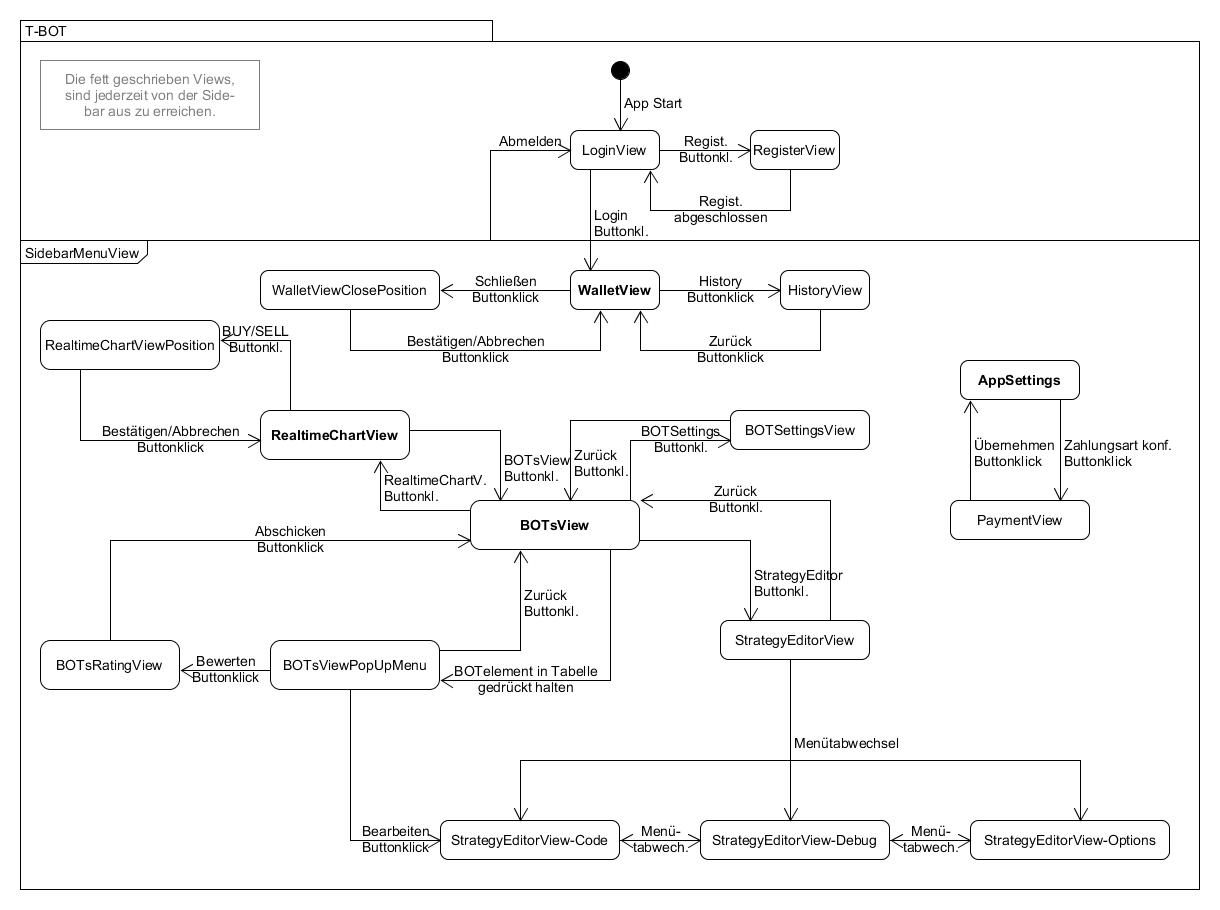 T-BOT
Die fett geschrieben Views,
sind jederzeit von der Side-
bar aus zu erreichen.
App Start
Abmelden
LoginView
Regist.
Buttonkl.
RegisterView
Regist.
abgeschlossen
Login
Buttonkl.
SidebarMenuView
WalletViewClosePosition
Schließen
Buttonklick
WalletView
History
Buttonklick
HistoryView
Bestätigen/Abbrechen
Buttonklick
Zurück
Buttonklick
RealtimeChartViewPosition
BUY/SELL
Buttonkl.
AppSettings
Bestätigen/Abbrechen
Buttonklick
RealtimeChartView
BOTSettings
Buttonkl.
BOTSettingsView
Übernehmen
Buttonklick
Zahlungsart konf.
Buttonklick
RealtimeChartV.
Buttonkl.
BOTsView
Buttonkl.
Zurück
Buttonkl.
Zurück
Buttonkl.
PaymentView
BOTsView
Abschicken
Buttonklick
Zurück
Buttonkl.
StrategyEditor
Buttonkl.
StrategyEditorView
BOTsRatingView
Bewerten
Buttonklick
BOTsViewPopUpMenu
BOTelement in Tabelle
gedrückt halten
Menütabwechsel
Bearbeiten
Buttonklick
StrategyEditorView-Code
Menü-
tabwech.
StrategyEditorView-Debug
Menü-
tabwech.
StrategyEditorView-Options